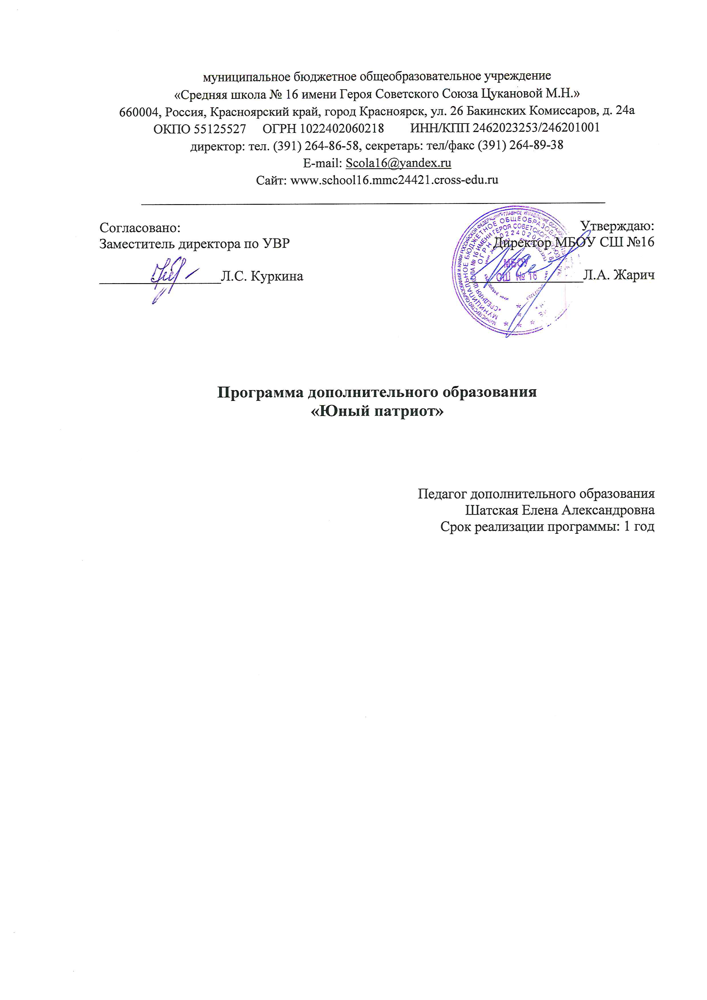 муниципальное бюджетное общеобразовательное учреждение
«Средняя школа № 16 имени Героя Советского Союза Цукановой М.Н.»
660004, Россия, Красноярский край, город Красноярск, ул. 26 Бакинских Комиссаров, д. 24а
ОКПО 55125527 ОГРН 1022402060218 ИНН/КПП 2462023253/246201001
директор: тел. (391) 264-86-58, секретарь: тел/факс (391) 264-89-38
E-mail: Scola16@yandex.ru
Сайт: www.school16.mmc24421.cross-edu.ru
Согласовано:
Заместитель директора по УВР
Л.С. Куркина
Утверждаю:
Директор МБОУ СШ №16
Л.А. Жарич
МБОУ
СШ № 16
Программа дополнительного образования
«Юный патриот»
Педагог дополнительного образования
Шатская Елена Александровна
Срок реализации программы: 1 год